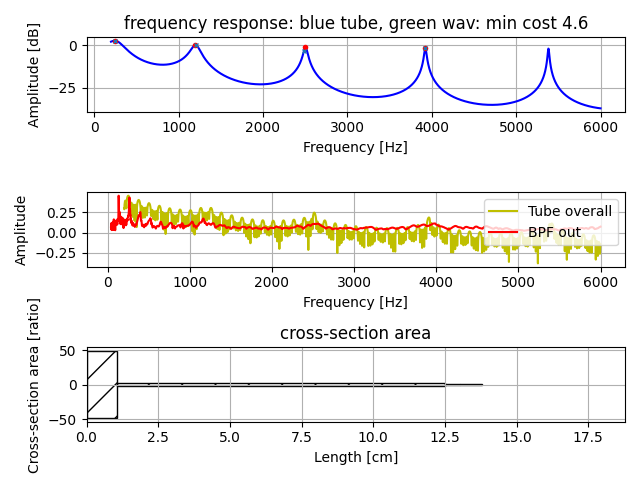 frequency response: blue tube, green wav: min cost 4.6
Amplitude [dB]
0
−25
0 1000 2000 3000 4000 5000 6000
Frequency [Hz]
Amplitude
0.25
0.00
−0.25
Tube overall
BPF out
0 1000 2000 3000 4000 5000 6000
Frequency [Hz]
cross-section area
Cross-section area [ratio]
50
0
−50
0.0 2.5 5.0 7.5 10.0 12.5 15.0 17.5
Length [cm]